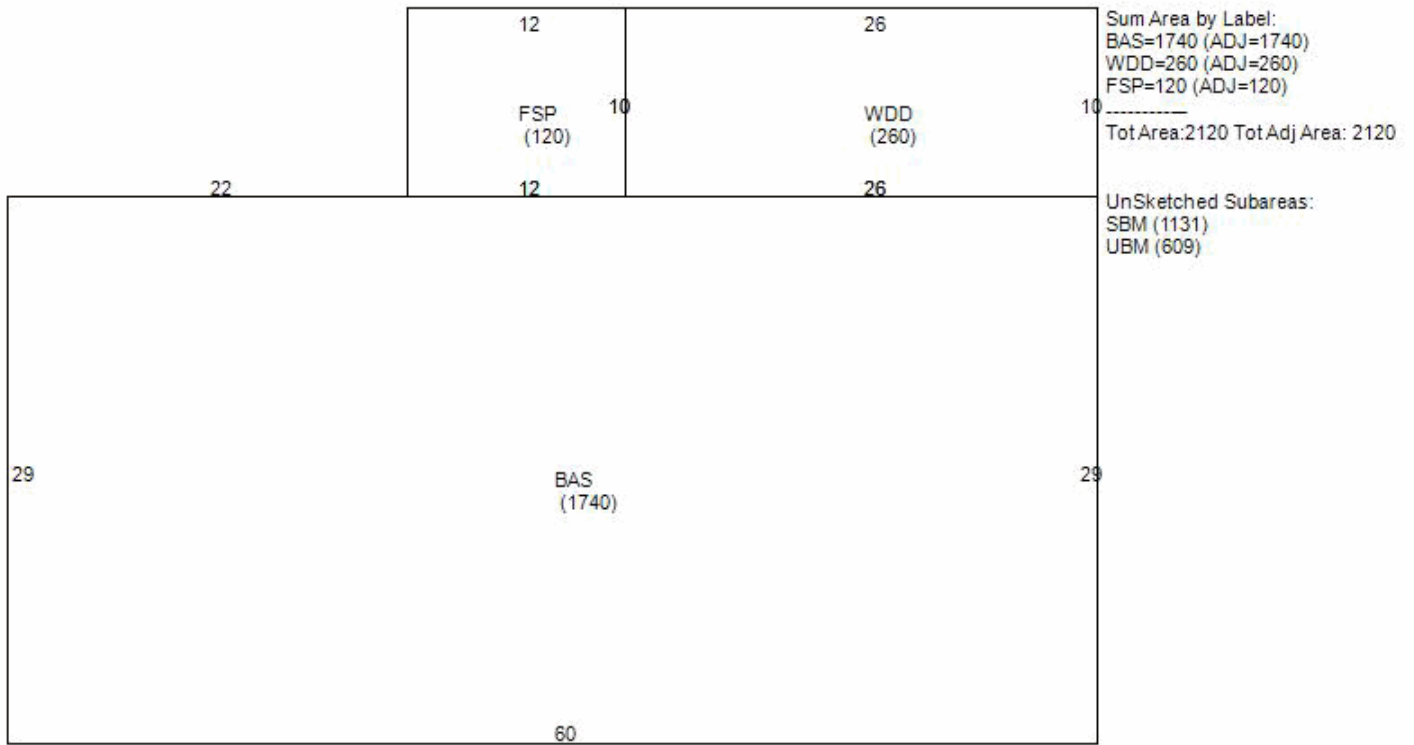 12
26
FSP
(120)
10
WDD
(260)
10
22
12
26
29
BAS
(1740)
29
60
Sum Area by Label:
BAS=1740 (ADJ=1740)
WDD=260 (ADJ=260)
FSP=120 (ADJ=120)
------------
Tot Area:2120 Tot Adj Area: 2120
UnSketched Subareas:
SBM (1131)
UBM (609)